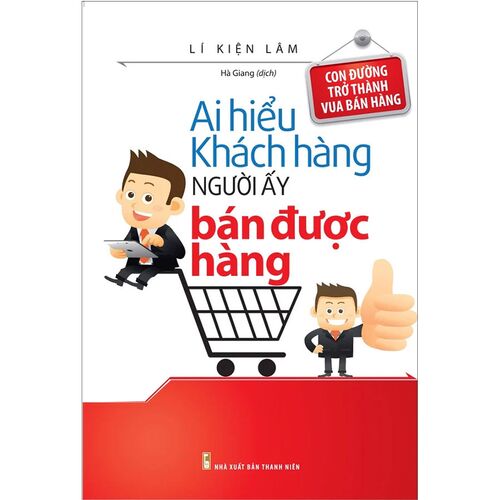 LÍ KIỆN LÂM
Hà Giang (dịch)
CON ĐƯỜNG
TRỞ THÀNH
VUA BÁN HÀNG
Ai hiểu
Khách hàng
NGƯỜI ẤY
bán được
hàng
NHÀ XUẤT BẢN THANH NIÊN